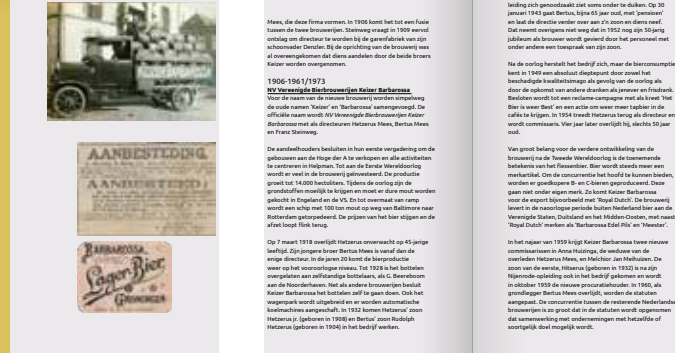 AANBESTEDING.
AANBESTEED:
BARBAROSSA
Lager-Bier
GRONINGEN
Mees, die deze firma vormen. In 1906 komt het tot een fusie
tussen de twee brouwerijen. Steinweg vraagt in 1909 eervol
ontslag om directeur te worden bij de garenfabriek van zijn
schoonvader Denzler. Bij de oprichting van de brouwerij was
al overeengekomen dat diens aandelen door de beide broers
Keizer worden overgenomen.
1906-1961/1973
NV Vereenigde Bierbrouwerijen Keizer Barbarossa
Voor de naam van de nieuwe brouwerij worden simpelweg
de oude namen 'Keizer' en 'Barbarossa' samengevoegd. De
officiële naam wordt NV Vereenigde Bierbrouwerijen Keizer
Barbarossa met als directeuren Hetzerus Mees, Bertus Mees
en Franz Steinweg.
De aandeelhouders besluiten in hun eerste vergadering om de
gebouwen aan de Hoge der A te verkopen en alle activiteiten
te centreren in Helpman. Tot aan de Eerste Wereldoorlog
wordt er veel in de brouwerij geïnvesteerd. De productie
groeit tot 14.000 hectoliters. Tijdens de oorlog zijn de
grondstoffen moeilijk te krijgen en moet er dure mout worden
gekocht in Engeland en de VS. En tot overmaat van ramp
wordt een schip met 100 ton mout op weg van Baltimore naar
Rotterdam getorpedeerd. De prijzen van het bier stijgen en de
afzet loopt flink terug.
Op 7 maart 1918 overlijdt Hetzerus onverwacht op 45-jarige
leeftijd. Zijn jongere broer Bertus Mees is vanaf dan de
enige directeur. In de jaren 20 komt de bierproductie
weer op het vooroorlogse niveau. Tot 1928 is het bottelen
overgelaten aan zelfstandige bottelaars, als G. Beereboom
aan de Noorderhaven. Net als andere brouwerijen besluit
Keizer Barbarossa het bottelen zelf te gaan doen. Ook het
wagenpark wordt uitgebreid en er worden automatische
koelmachines aangeschaft. In 1932 komen Hetzerus' zoon
Hetzerus jr. (geboren in 1908) en Bertus' zoon Rudolph
Hetzerus (geboren in 1904) in het bedrijf werken.
leiding zich genoodzaakt ziet soms onder te duiken. Op 30
januari 1943 gaat Bertus, bijna 65 jaar oud, met 'pensioen'
en laat de directie verder over aan z'n zoon en diens neef.
Dat neemt overigens niet weg dat in 1952 nog zijn 50-jarig
jubileum als brouwer wordt gevierd door het personeel met
onder andere een toespraak van zijn zoon.
Na de oorlog herstelt het bedrijf zich, maar de bierconsumptie
kent in 1949 een absoluut dieptepunt door zowel het
beschadigde kwaliteitsimago als gevolg van de oorlog als
door de opkomst van andere dranken als jenever en frisdrank.
Besloten wordt tot een reclame-campagne met als kreet 'Het
Bier is weer Best' en een actie om weer meer tapbier in de
cafés te krijgen. In 1954 treedt Hetzerus terug als directeur en
wordt commissaris. Vier jaar later overlijdt hij, slechts 50 jaar
oud.
Van groot belang voor de verdere ontwikkeling van de
brouwerij na de Tweede Wereldoorlog is de toenemende
betekenis van het flessenbier. Bier wordt steeds meer een
merkartikel. Om de concurrentie het hoofd te kunnen bieden,
worden er goedkopere B- en C-bieren geproduceerd. Deze
gaan niet onder eigen merk. Zo komt Keizer Barbarossa
voor de export bijvoorbeeld met 'Royal Dutch'. De brouwerij
levert in de naoorlogse periode buiten Nederland bier aan de
Verenigde Staten, Duitsland en het Midden-Oosten, met naast
'Royal Dutch' merken als 'Barbarossa Edel Pils' en 'Meester'.
In het najaar van 1959 krijgt Keizer Barbarossa twee nieuwe
commissarissen in Anna Huizinga, de weduwe van de
overleden Hetzerus Mees, en Melchior Jan Meihuizen. De
zoon van de eerste, Hitserus (geboren in 1932) is na zijn
Nijenrode-opleiding ook in het bedrijf gekomen en wordt
in oktober 1959 de nieuwe procuratiehouder. In 1960, als
grondlegger Bertus Mees overlijdt, worden de statuten
aangepast. De concurrentie tussen de resterende Nederlandse
brouwerijen is zo groot dat in de statuten wordt opgenomen
dat samenwerking met ondernemingen met hetzelfde of
soortgelijk doel mogelijk wordt.